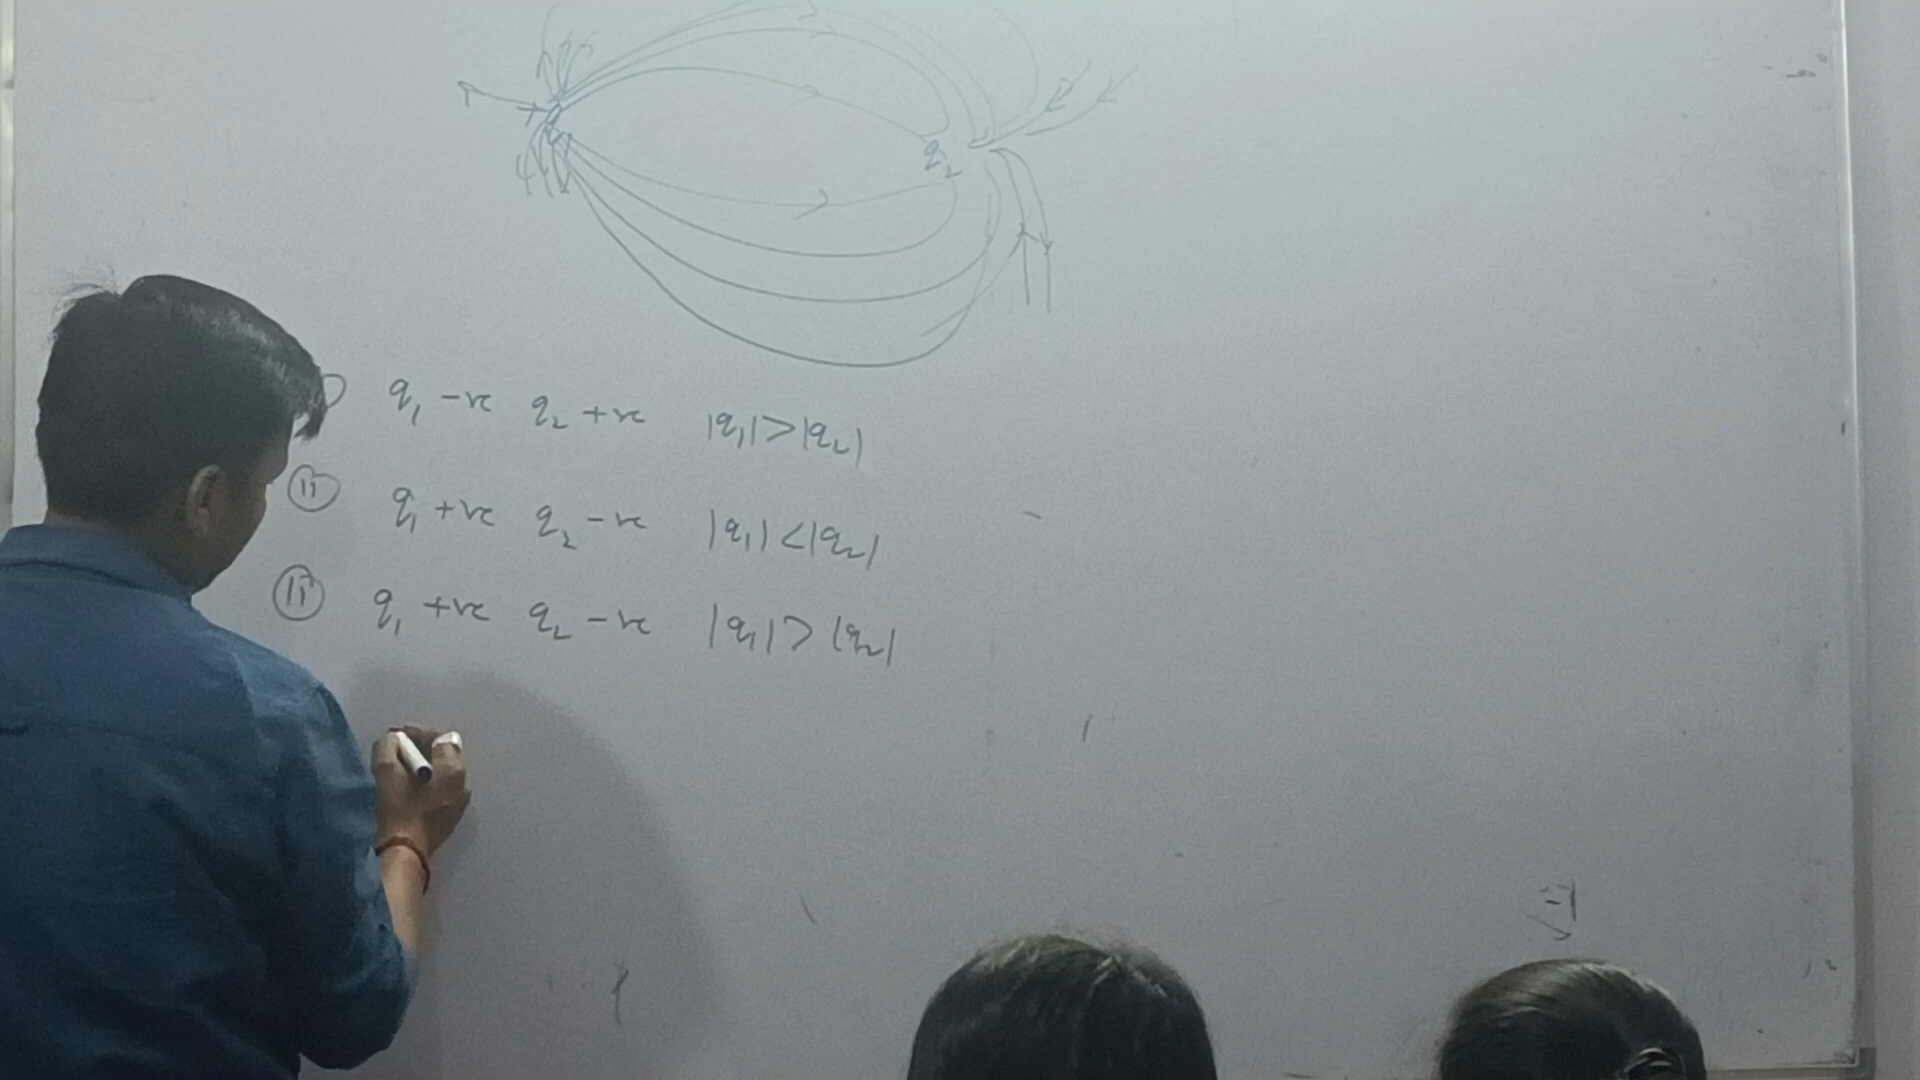 q₂
q₁ -ve q₂ +ve |q₁|>|q₂|
(ii) q₁ +ve q₂ -ve |q₁|<|q₂|
(iii) q₁ +ve q₂ -ve |q₁|>|q₂|